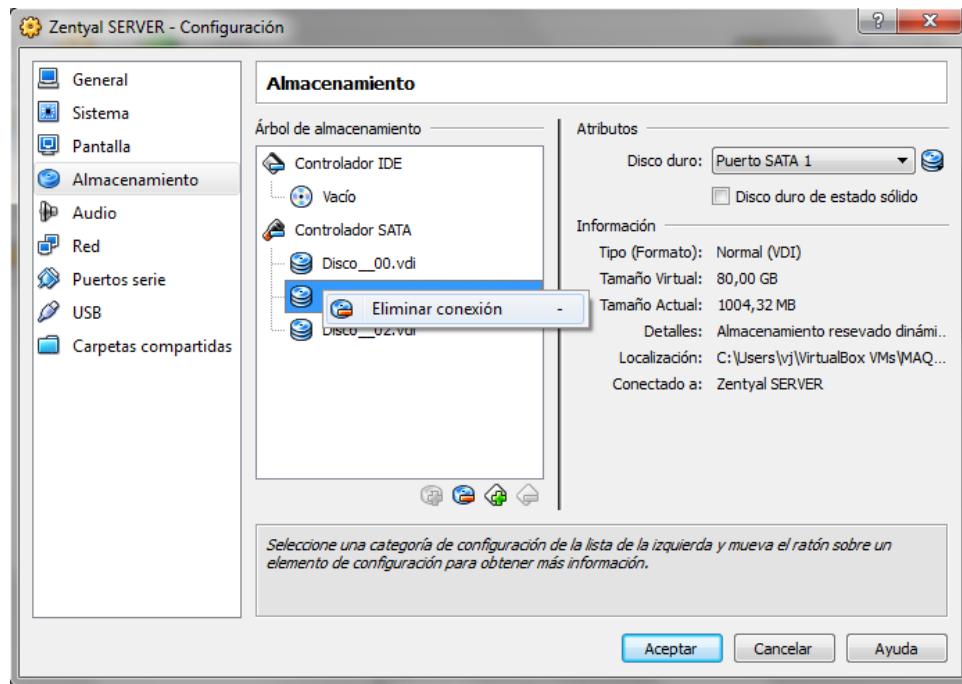 Zentyal SERVER - Configuración
?
General
Sistema
Pantalla
Almacenamiento
Audio
Red
Puertos serie
USB
Carpetas compartidas
Almacenamiento
Árbol de almacenamiento
Controlador IDE
Vacío
Controlador SATA
Disco__00.vdi
Eliminar conexión -
Disco__02.vdi
Atributos
Disco duro: Puerto SATA 1
Disco duro de estado sólido
Información
Tipo (Formato): Normal (VDI)
Tamaño Virtual: 80,00 GB
Tamaño Actual: 1004,32 MB
Detalles: Almacenamiento resevado dinámi..
Localización: C:\Users\vj\VirtualBox VMs\MAQ...
Conectado a: Zentyal SERVER
Seleccione una categoría de configuración de la lista de la izquierda y mueva el ratón sobre un
elemento de configuración para obtener más información.
Aceptar
Cancelar
Ayuda